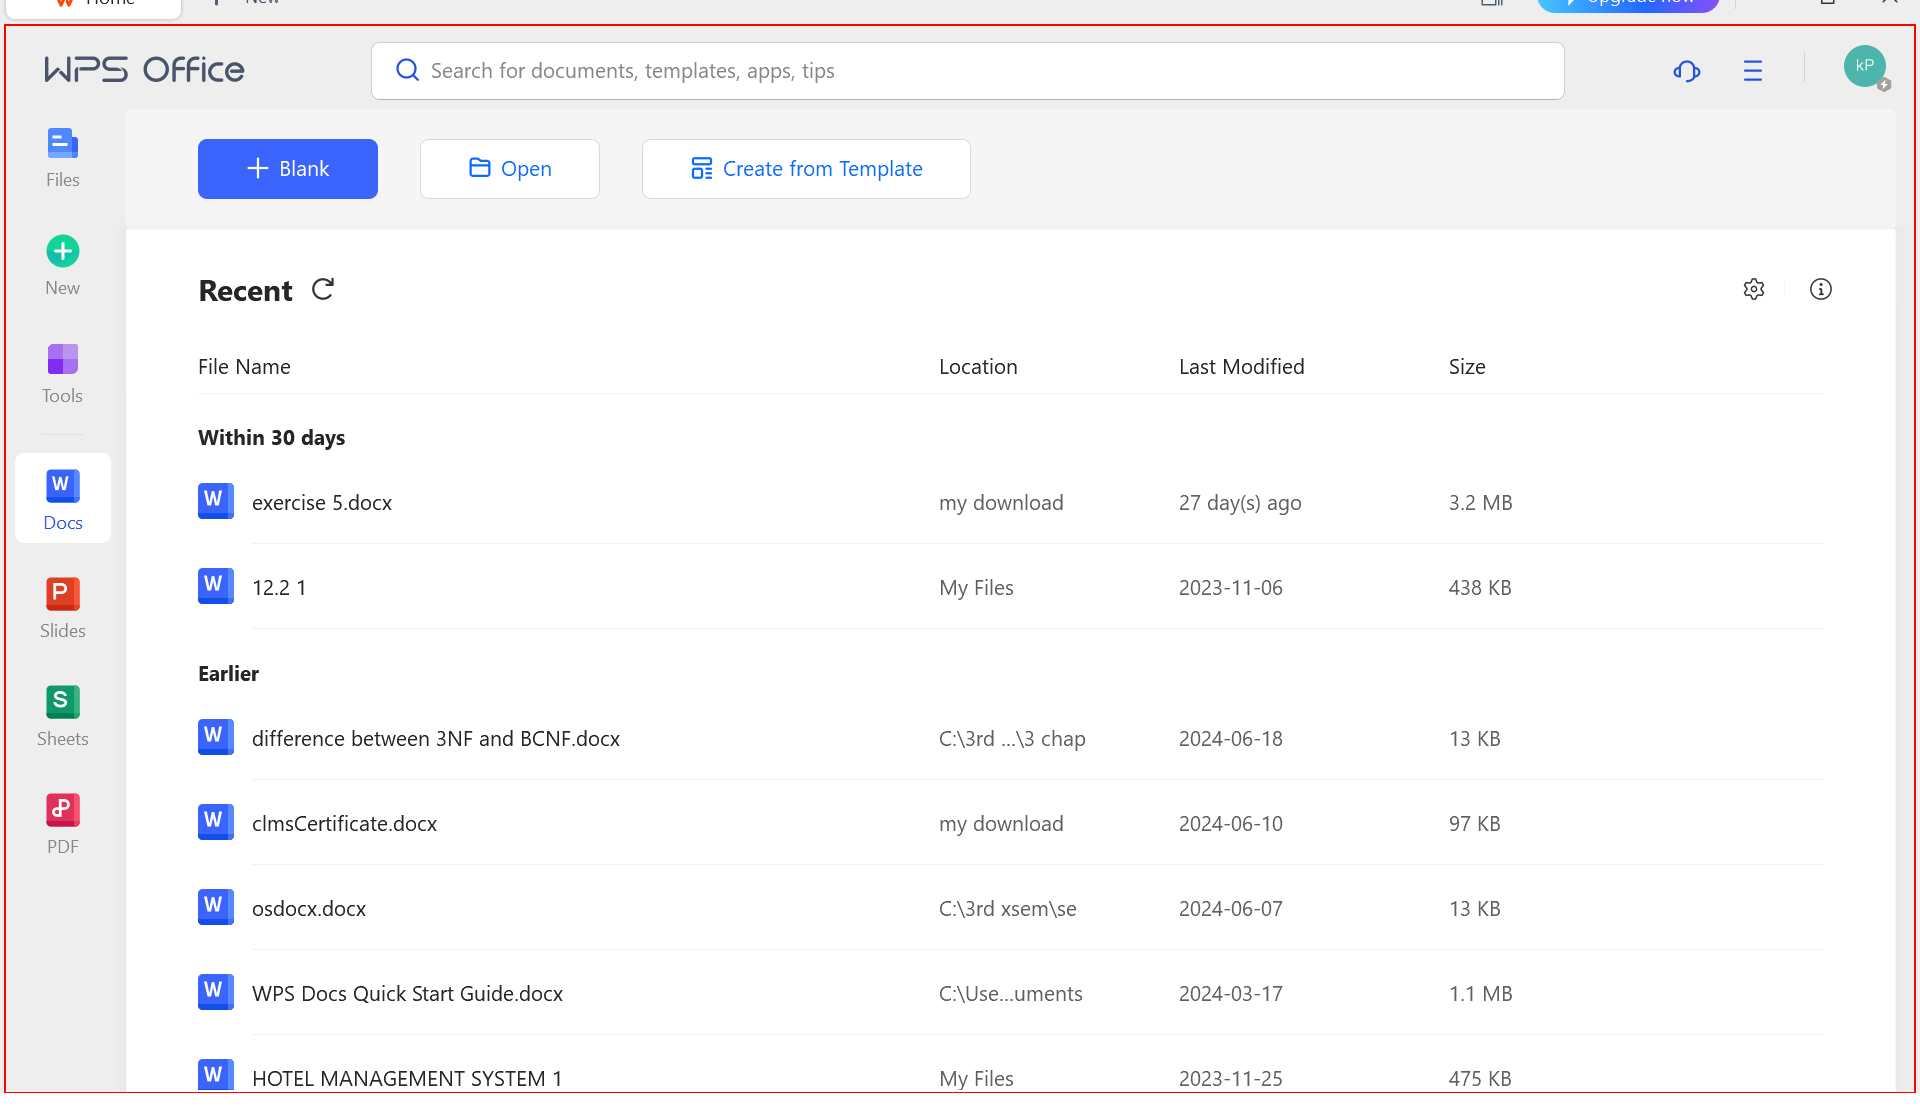 Home
New
Upgrade now
WPS Office
Search for documents, templates, apps, tips
kP
Files
New
Tools
W
Docs
P
Slides
S
Sheets
P
PDF
Blank
Open
Create from Template
Recent
File Name Location Last Modified Size
Within 30 days
W exercise 5.docx my download 27 day(s) ago 3.2 MB
W 12.2 1 My Files 2023-11-06 438 KB
Earlier
W difference between 3NF and BCNF.docx C:\3rd ...\3 chap 2024-06-18 13 KB
W clmsCertificate.docx my download 2024-06-10 97 KB
W osdocx.docx C:\3rd xsem\se 2024-06-07 13 KB
W WPS Docs Quick Start Guide.docx C:\Use...uments 2024-03-17 1.1 MB
W HOTEL MANAGEMENT SYSTEM 1 My Files 2023-11-25 475 KB